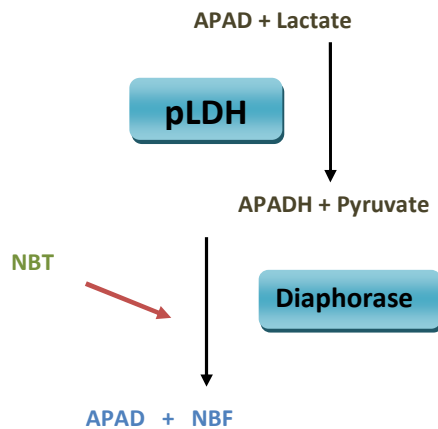 APAD + Lactate
pLDH
APADH + Pyruvate
NBT
Diaphorase
APAD + NBF